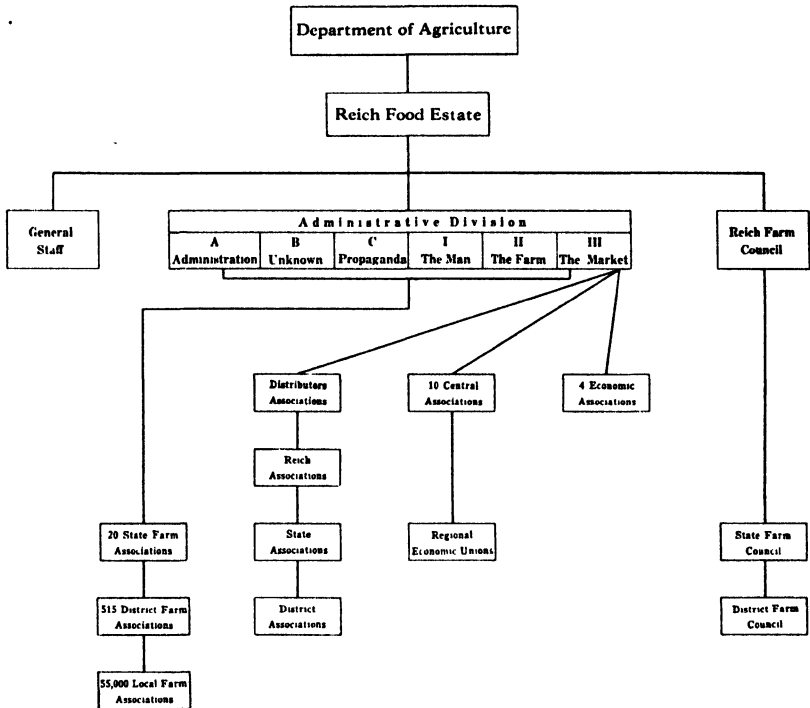 Department of Agriculture
Reich Food Estate
General
Staff
Administrative Division
A
Administration
B
Unknown
C
Propaganda
I
The Man
II
The Farm
III
The Market
Reich Farm
Council
Distributors
Associations
10 Central
Associations
4 Economic
Associations
Reich
Associations
20 State Farm
Associations
State
Associations
Regional
Economic Unions
State Farm
Council
515 District Farm
Associations
District
Associations
District Farm
Council
55,000 Local Farm
Associations